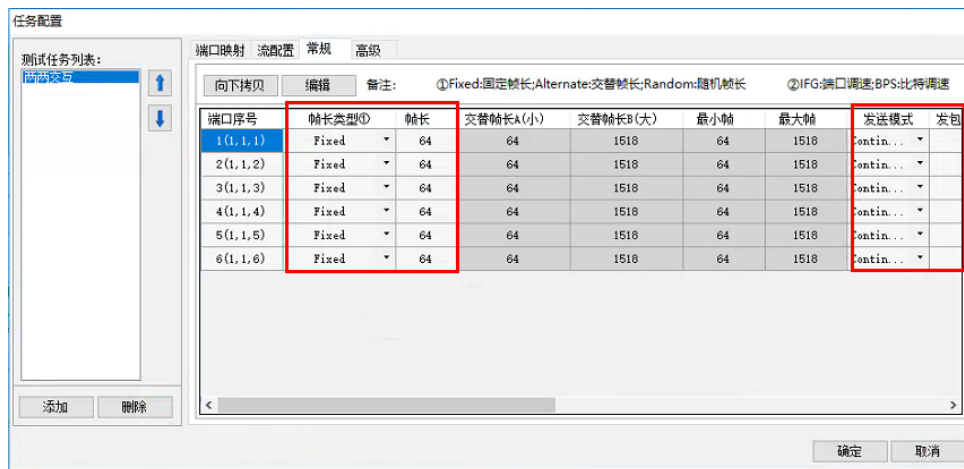 任务配置
测试任务列表:
两两交互
添加 删除
端口映射 流配置 常规 高级
向下拷贝 编辑 备注: ①Fixed:固定帧长;Alternate:交替帧长;Random:随机帧长 ②IFG:端口调速;BPS:比特调速
端口序号 帧长类型① 帧长 交替帧长A(小) 交替帧长B(大) 最小帧 最大帧 发送模式 发包
1(1,1,1) Fixed 64 64 1518 64 1518 Contin...
2(1,1,2) Fixed 64 64 1518 64 1518 Contin...
3(1,1,3) Fixed 64 64 1518 64 1518 Contin...
4(1,1,4) Fixed 64 64 1518 64 1518 Contin...
5(1,1,5) Fixed 64 64 1518 64 1518 Contin...
6(1,1,6) Fixed 64 64 1518 64 1518 Contin...
确定 取消